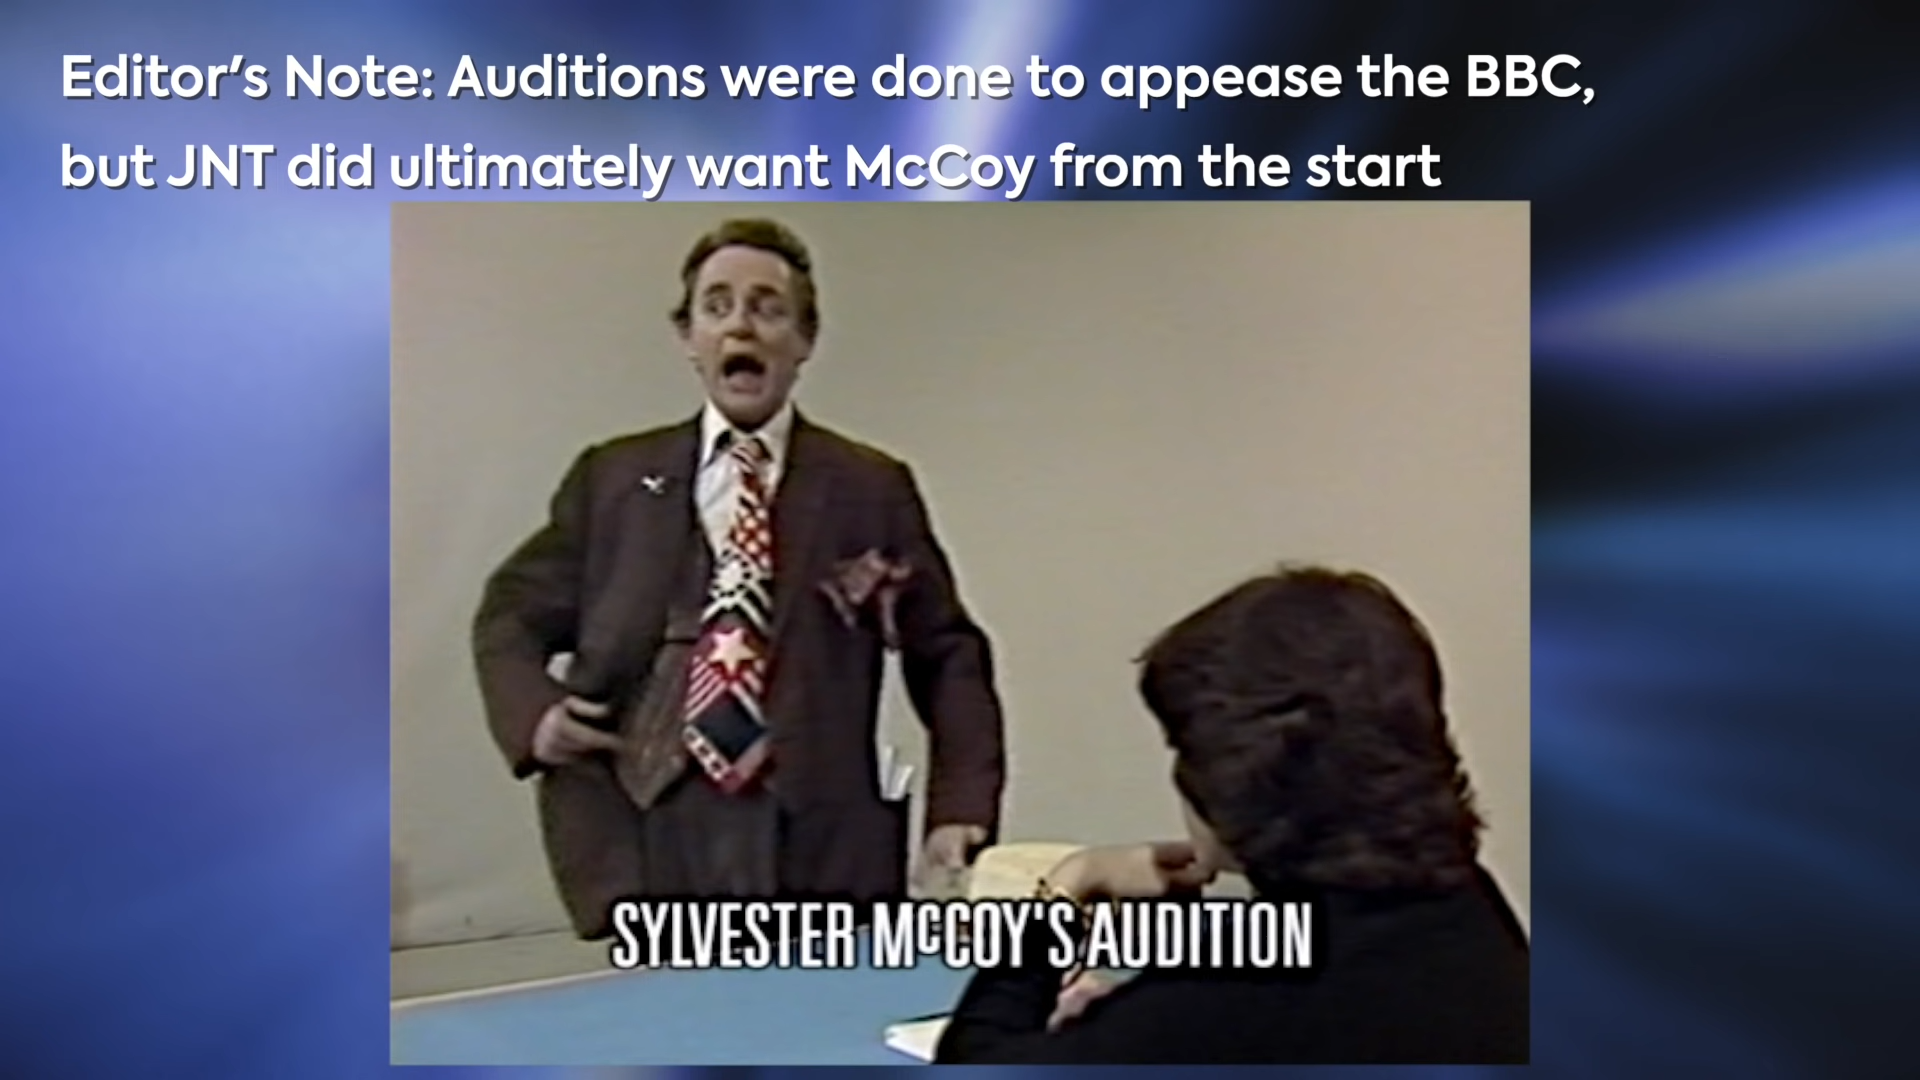 Editor's Note: Auditions were done to appease the BBC,
but JNT did ultimately want McCoy from the start
SYLVESTER McCOY'S AUDITION